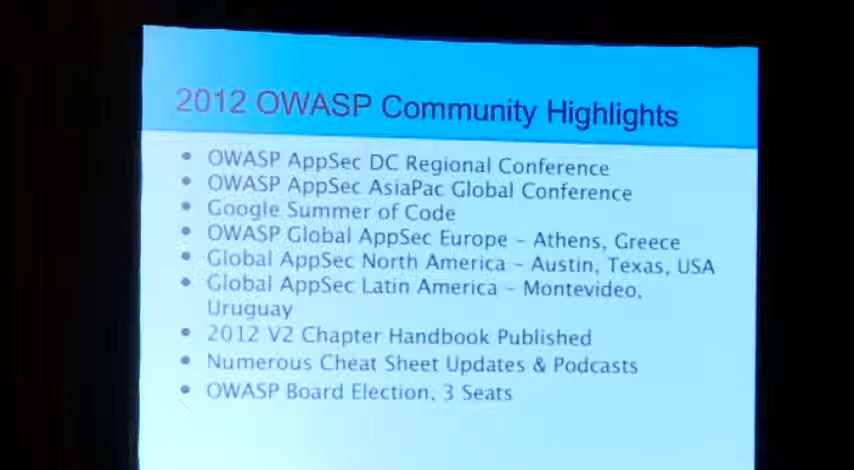 2012 OWASP Community Highlights
• OWASP AppSec DC Regional Conference
• OWASP AppSec AsiaPac Global Conference
• Google Summer of Code
• OWASP Global AppSec Europe – Athens, Greece
• Global AppSec North America – Austin, Texas, USA
• Global AppSec Latin America – Montevideo,
Uruguay
• 2012 V2 Chapter Handbook Published
• Numerous Cheat Sheet Updates & Podcasts
• OWASP Board Election, 3 Seats